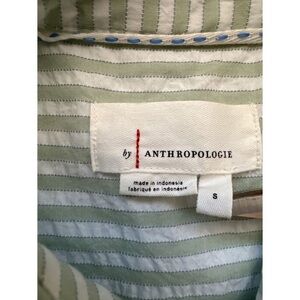 by ANTHROPOLOGIE
made in indonesia
fabriqué en indonésie
S